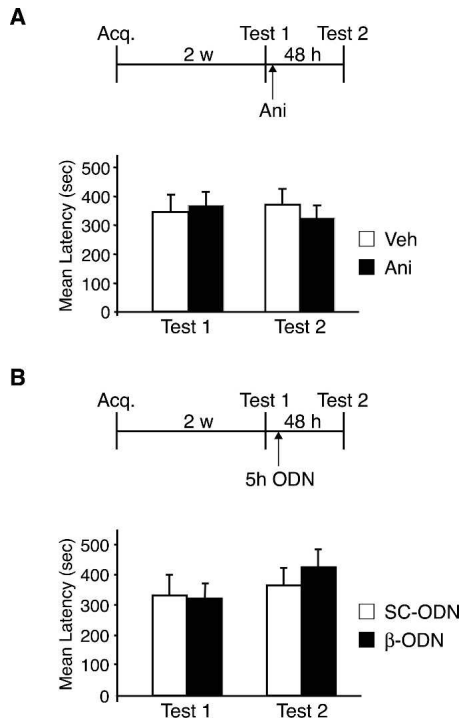 A
Acq. Test 1 Test 2
2 w 48 h
Ani
Mean Latency (sec)
500
400
300
200
100
0
Test 1 Test 2
Veh
Ani
B
Acq. Test 1 Test 2
2 w 48 h
5h ODN
Mean Latency (sec)
500
400
300
200
100
0
Test 1 Test 2
SC-ODN
β-ODN